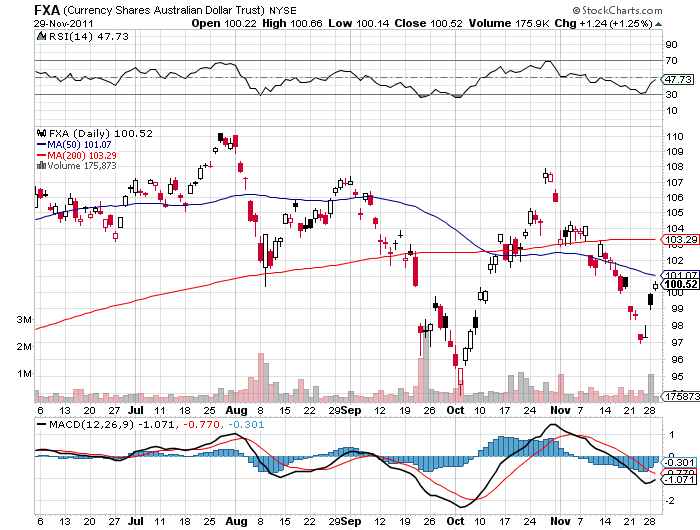 FXA (Currency Shares Australian Dollar Trust) NYSE
© StockCharts.com
29-Nov-2011 Open 100.22 High 100.66 Low 100.14 Close 100.52 Volume 175.9K Chg +1.24 (+1.25%)
RSI(14) 47.73
90
70
47.73
30
10
FXA (Daily) 100.52
MA(50) 101.07
MA(200) 103.29
Volume 175,873
110
109
108
107
106
105
104
103.29
102
101.07
100.52
99
98
97
96
95
94
3M
2M
1M
175873
6 13 20 27 Jul 11 18 25 Aug 8 15 22 29 Sep 12 19 26 Oct 10 17 24 Nov 7 14 21 28
MACD(12,26,9) -1.071, -0.770, -0.301
1
0
-0.301
-0.770
-1.071
-2
6 13 20 27 Jul 11 18 25 Aug 8 15 22 29 Sep 12 19 26 Oct 10 17 24 Nov 7 14 21 28